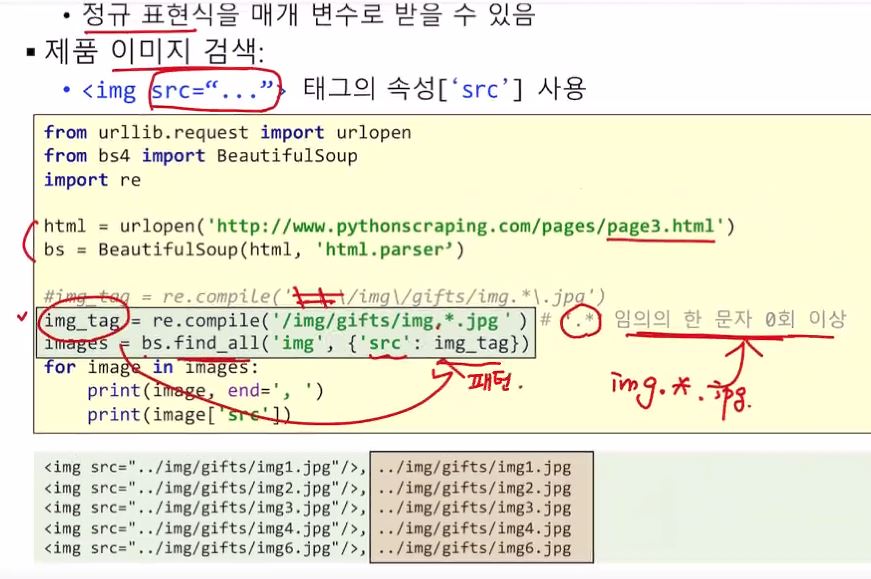 • 정규 표현식을 매개 변수로 받을 수 있음
▪ 제품 이미지 검색:
• <img src=“...”> 태그의 속성[‘src’] 사용
from urllib.request import urlopen
from bs4 import BeautifulSoup
import re
html = urlopen('http://www.pythonscraping.com/pages/page3.html')
bs = BeautifulSoup(html, 'html.parser’)
#img_tag = re.compile(' \/img\/gifts/img.*\.jpg')
img_tag = re.compile('/img/gifts/img.*.jpg ') # '.*' 임의의 한 문자 0회 이상
images = bs.find_all('img', {'src': img_tag})
for image in images:
패턴.
img.*.jpg.
print(image, end=', ')
print(image['src'])
<img src="../img/gifts/img1.jpg"/>, ../img/gifts/img1.jpg
<img src="../img/gifts/img2.jpg"/>, ../img/gifts/img2.jpg
<img src="../img/gifts/img3.jpg"/>, ../img/gifts/img3.jpg
<img src="../img/gifts/img4.jpg"/>, ../img/gifts/img4.jpg
<img src="../img/gifts/img6.jpg"/>, ../img/gifts/img6.jpg